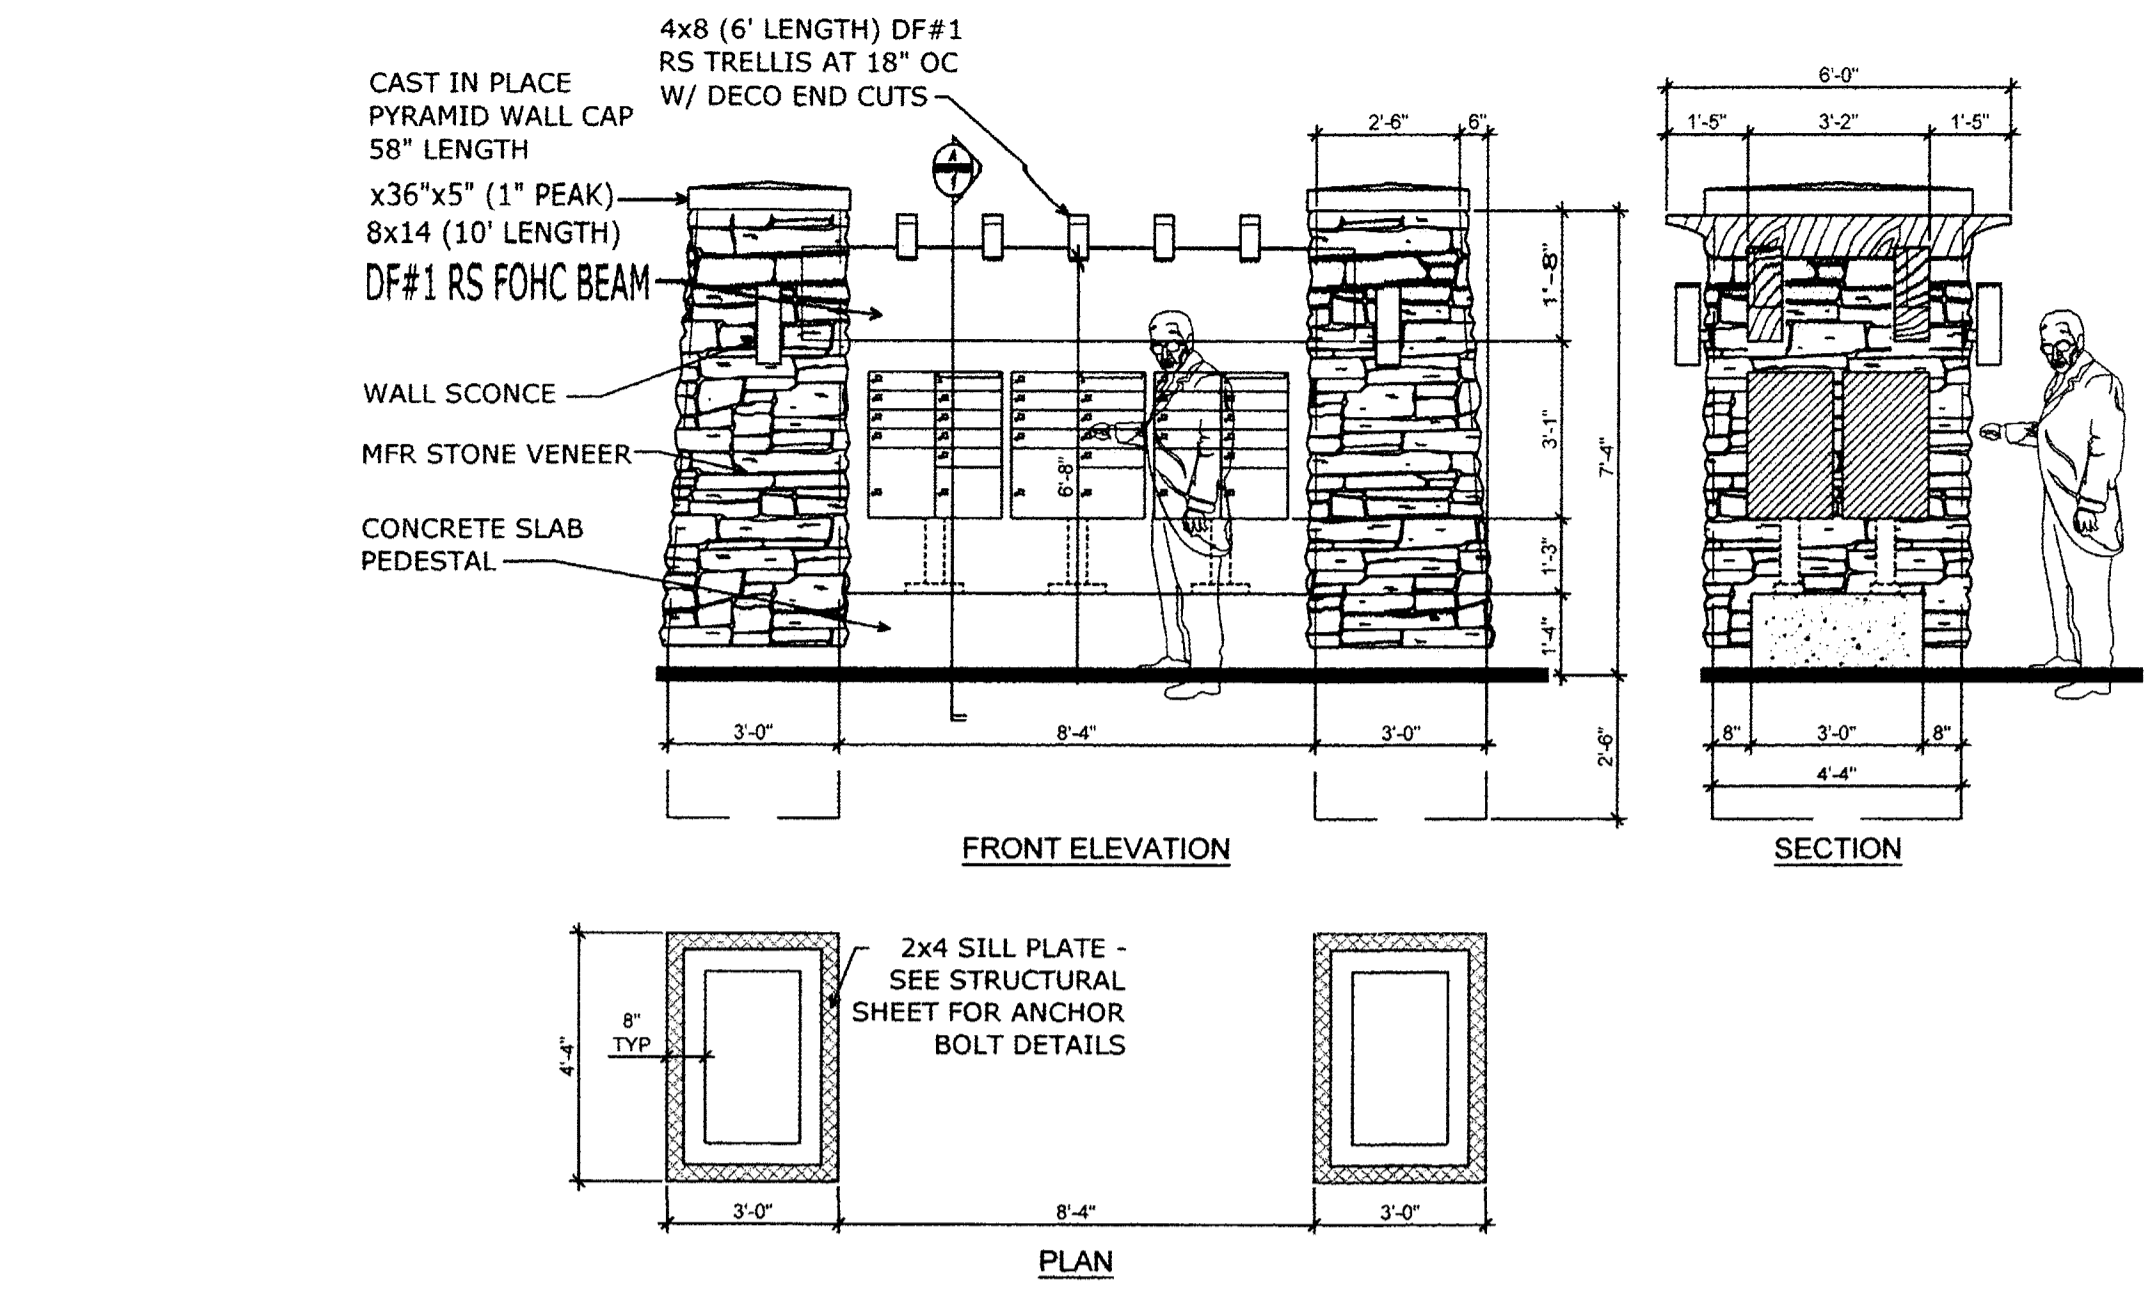 4x8 (6' LENGTH) DF#1
RS TRELLIS AT 18" OC
W/ DECO END CUTS
CAST IN PLACE
PYRAMID WALL CAP
58" LENGTH
x36"x5" (1" PEAK)
8x14 (10' LENGTH)
DF#1 RS FOHC BEAM
WALL SCONCE
MFR STONE VENEER
CONCRETE SLAB
PEDESTAL
A
2'-6"
6"
1'-8"
3'-1"
7'-4"
6'-8"
1'-3"
1'-4"
2'-6"
3'-0"
8'-4"
3'-0"
FRONT ELEVATION
6'-0"
1'-5"
3'-2"
1'-5"
8"
3'-0"
8"
4'-4"
SECTION
2x4 SILL PLATE -
SEE STRUCTURAL
SHEET FOR ANCHOR
BOLT DETAILS
8"
TYP
4'-4"
3'-0"
8'-4"
3'-0"
PLAN